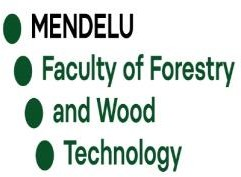 MENDELU
Faculty of Forestry
and Wood
Technology